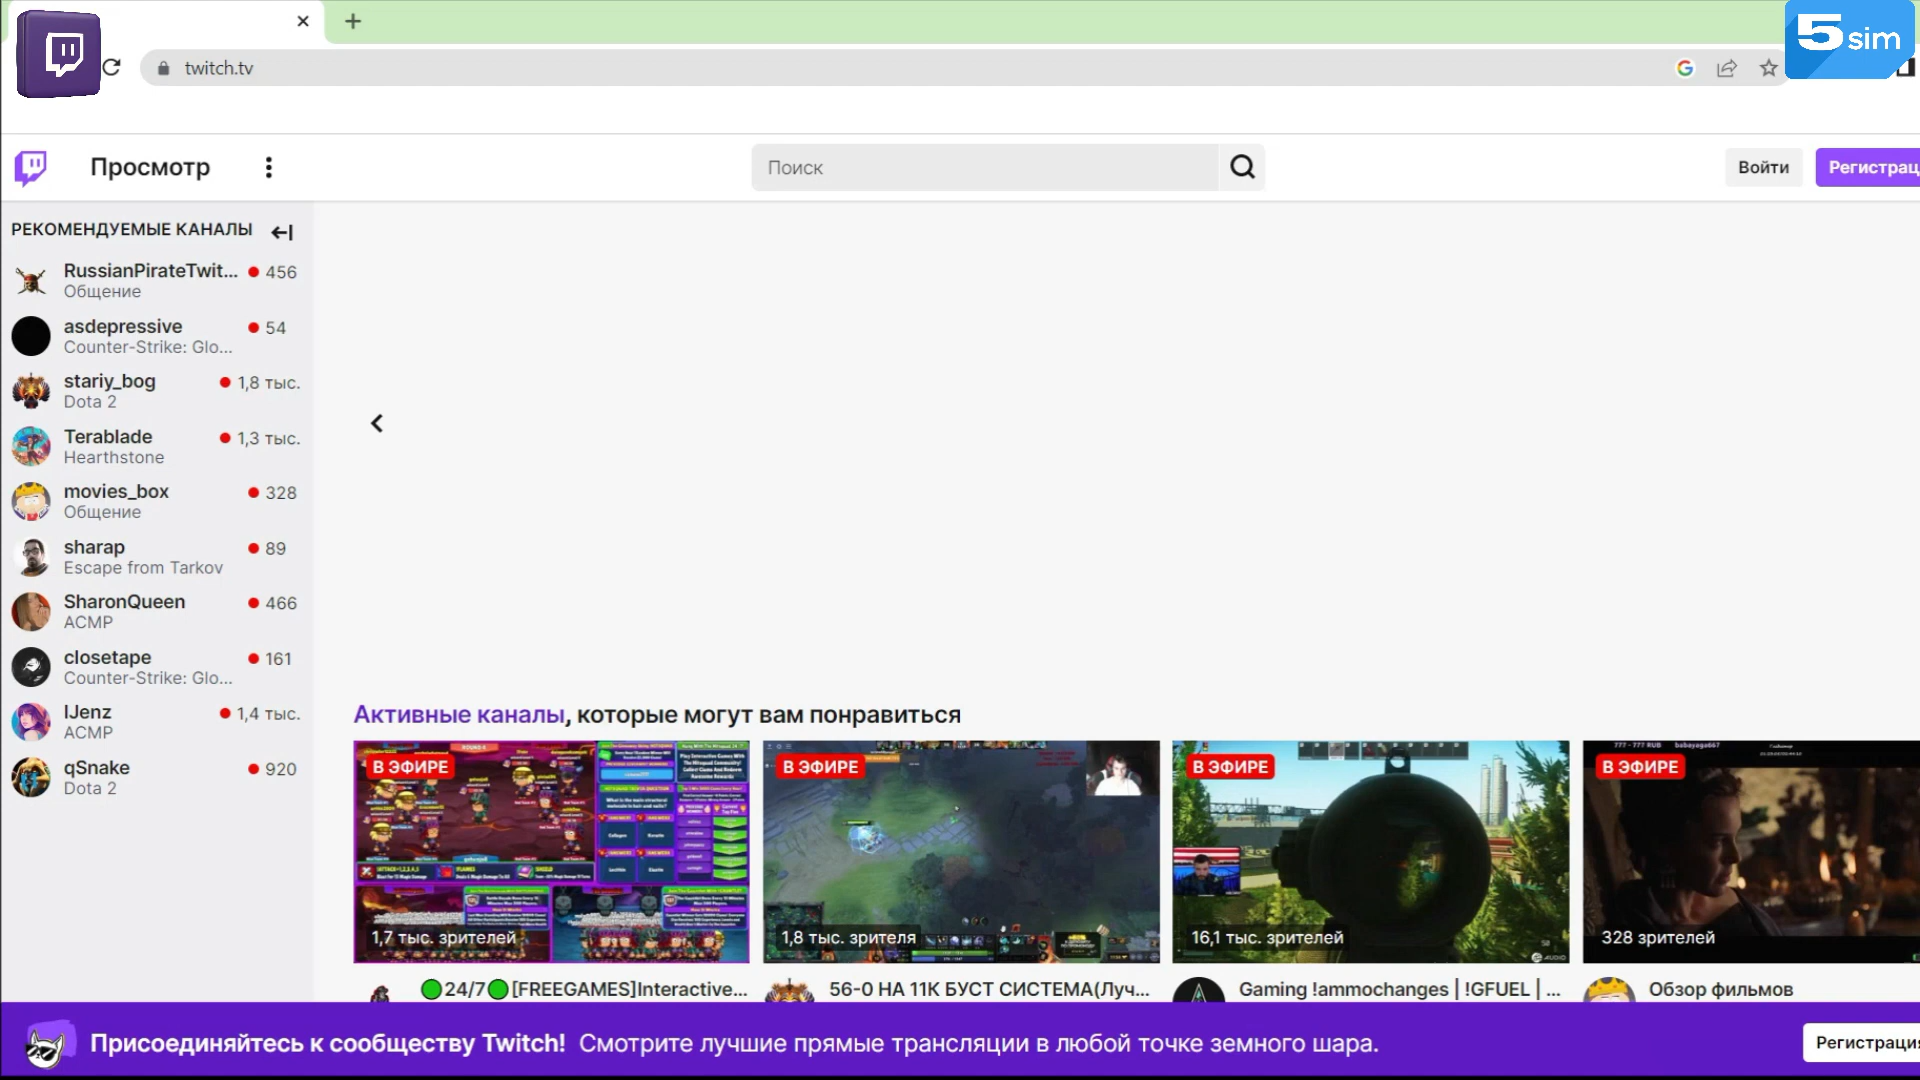 5sim
twitch.tv
Просмотр
Поиск
Войти
Регистрац
РЕКОМЕНДУЕМЫЕ КАНАЛЫ
RussianPirateTwit... 456
Общение
asdepressive 54
Counter-Strike: Glo...
stariy_bog 1,8 тыс.
Dota 2
Terablade 1,3 тыс.
Hearthstone
movies_box 328
Общение
sharap 89
Escape from Tarkov
SharonQueen 466
АСМР
closetape 161
Counter-Strike: Glo...
IJenz 1,4 тыс.
АСМР
qSnake 920
Dota 2
Активные каналы, которые могут вам понравиться
В ЭФИРЕ
1,7 тыс. зрителей
В ЭФИРЕ
1,8 тыс. зрителя
В ЭФИРЕ
16,1 тыс. зрителей
В ЭФИРЕ
328 зрителей
24/7 [FREEGAMES]Interactive...
56-0 НА 11К БУСТ СИСТЕМА(Луч...
Gaming !ammochanges | !GFUEL | ...
Обзор фильмов
Присоединяйтесь к сообществу Twitch! Смотрите лучшие прямые трансляции в любой точке земного шара.
Регистрация